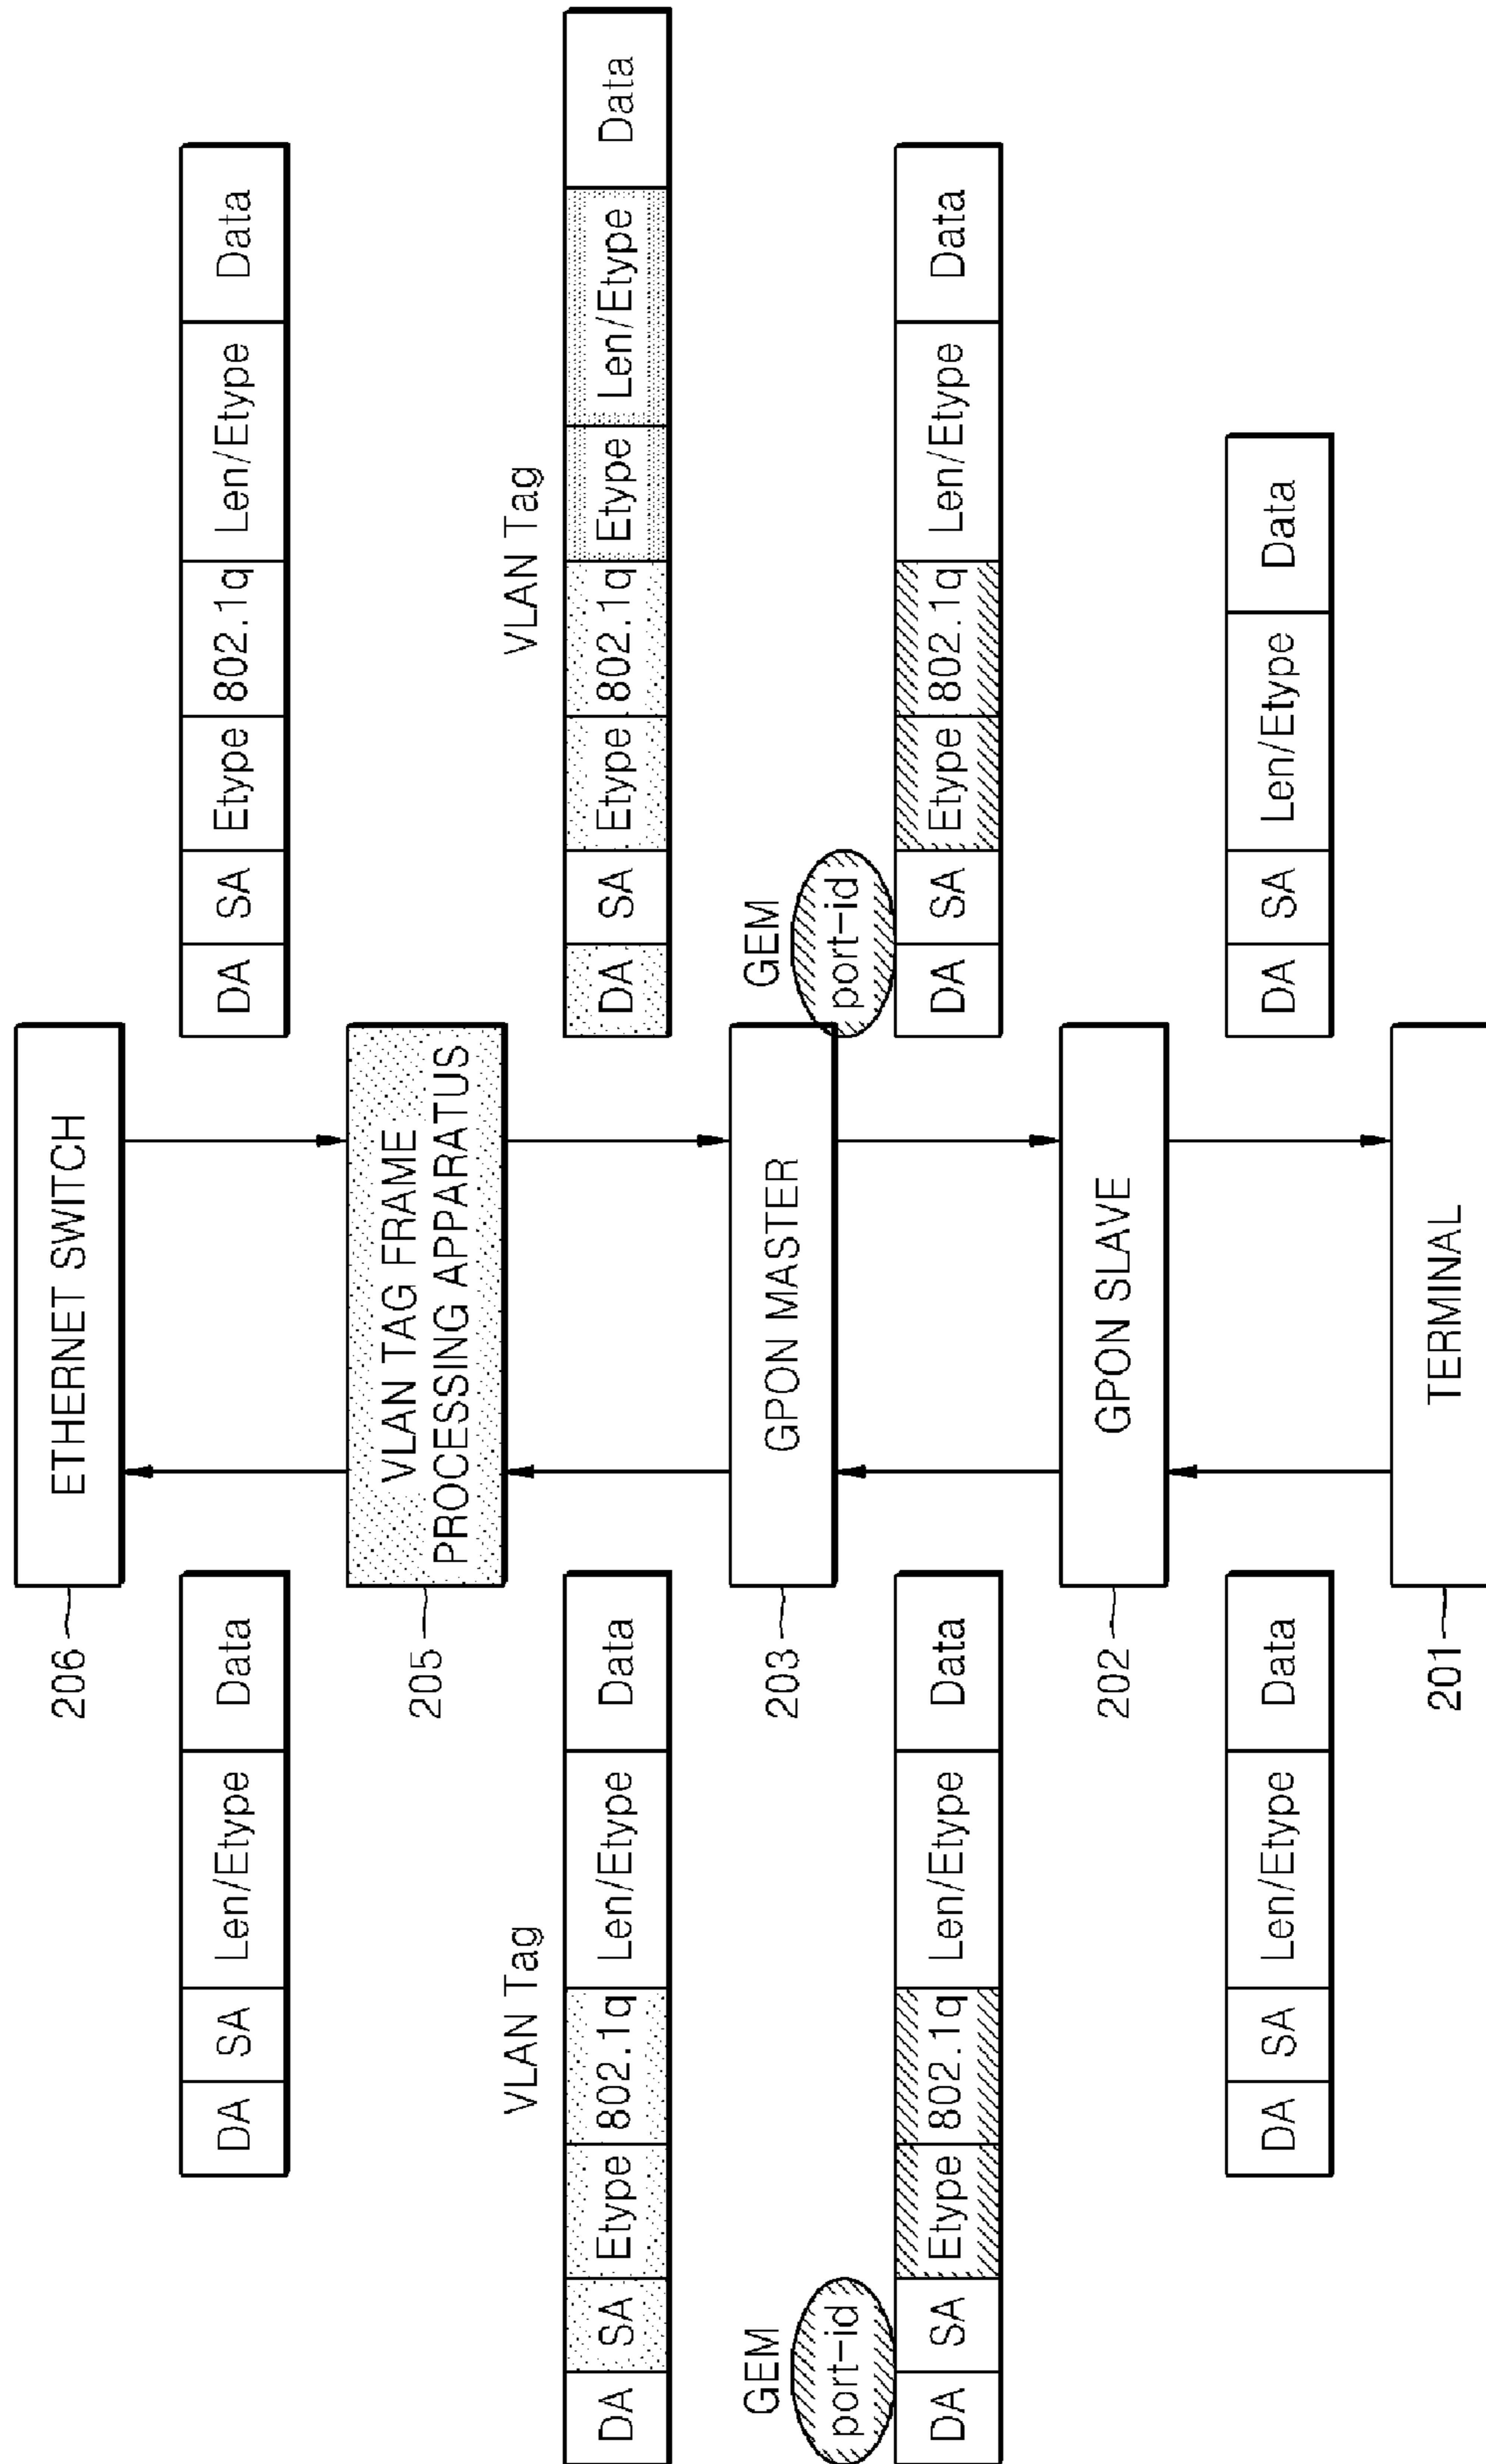 206 ETHERNET SWITCH
DA SA Len/Etype Data
DA SA Etype 802.1q Len/Etype Data
205 VLAN TAG FRAME
PROCESSING APPARATUS
VLAN Tag
VLAN Tag
DA SA Etype 802.1q Len/Etype Data
DA SA Etype 802.1q Etype Len/Etype Data
GEM
203 GPON MASTER
GEM
port-id
port-id
DA SA Etype 802.1q Len/Etype Data
DA SA Etype 802.1q Len/Etype Data
202 GPON SLAVE
DA SA Len/Etype Data
DA SA Len/Etype Data
201 TERMINAL